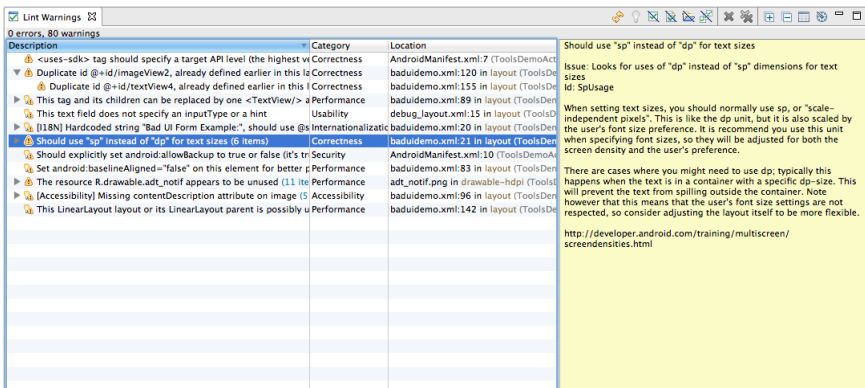 Lint Warnings
0 errors, 80 warnings
Description Category Location
<uses-sdk> tag should specify a target API level (the highest ve Correctness AndroidManifest.xml:7 (ToolsDemoAct
Duplicate id @+id/imageView2, already defined earlier in this la Correctness baduidemo.xml:120 in layout (ToolsDe
Duplicate id @+id/textView4, already defined earlier in this l Correctness baduidemo.xml:155 in layout (ToolsDe
This tag and its children can be replaced by one <TextView/> a Performance baduidemo.xml:89 in layout (ToolsDen
This text field does not specify an inputType or a hint Usability debug_layout.xml:15 in layout (ToolsD
[I18N] Hardcoded string "Bad UI Form Example:", should use @s Internationalizatic baduidemo.xml:20 in layout (ToolsDen
Should use "sp" instead of "dp" for text sizes (6 items) Correctness baduidemo.xml:21 in layout (ToolsDen
Should explicitly set android:allowBackup to true or false (it's tr Security AndroidManifest.xml:10 (ToolsDemoAc
Set android:baselineAligned="false" on this element for better p Performance baduidemo.xml:83 in layout (ToolsDen
The resource R.drawable.adt_notif appears to be unused (11 ite Performance adt_notif.png in drawable-hdpi (ToolsD
[Accessibility] Missing contentDescription attribute on image (5 Accessibility baduidemo.xml:96 in layout (ToolsDen
This LinearLayout layout or its LinearLayout parent is possibly u Performance baduidemo.xml:142 in layout (ToolsDe
Should use "sp" instead of "dp" for text sizes
Issue: Looks for uses of "dp" instead of "sp" dimensions for text
sizes
Id: SpUsage
When setting text sizes, you should normally use sp, or "scale-
independent pixels". This is like the dp unit, but it is also scaled by
the user's font size preference. It is recommend you use this unit
when specifying font sizes, so they will be adjusted for both the
screen density and the user's preference.
There are cases where you might need to use dp; typically this
happens when the text is in a container with a specific dp-size. This
will prevent the text from spilling outside the container. Note
however that this means that the user's font size settings are not
respected, so consider adjusting the layout itself to be more flexible.
http://developer.android.com/training/multiscreen/
screendensities.html